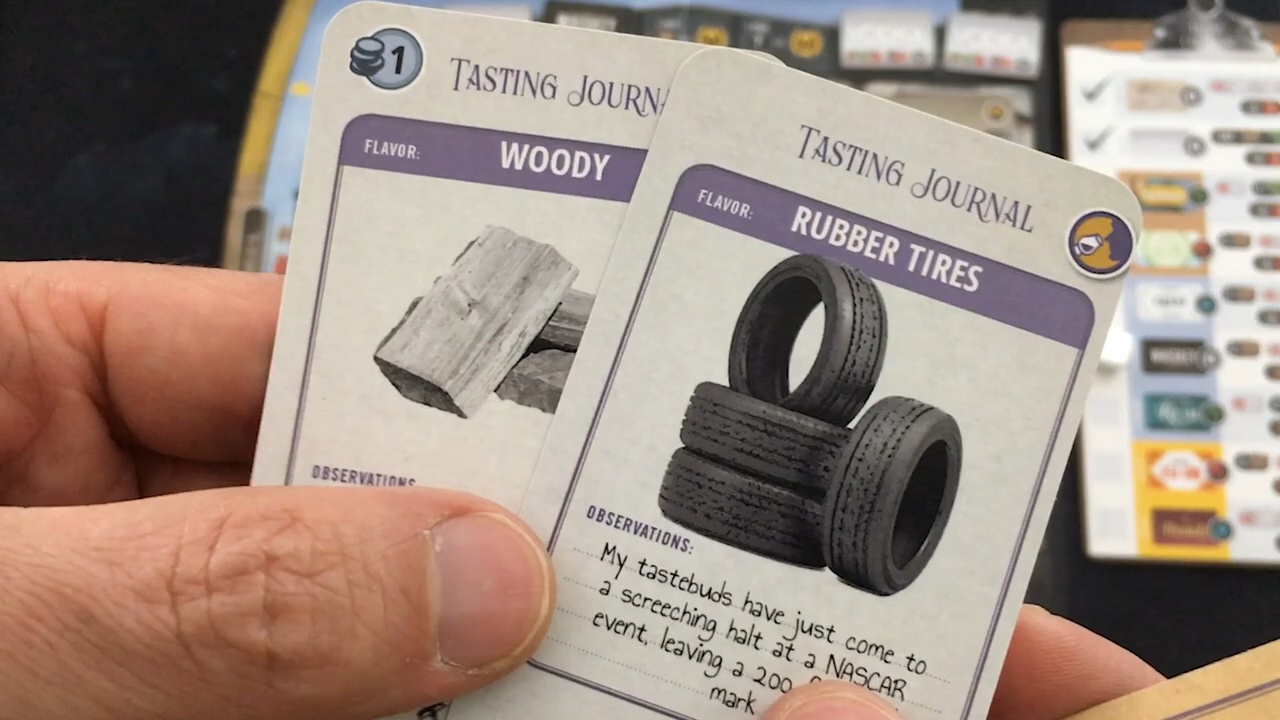 1
TASTING JOURNA
FLAVOR: WOODY
OBSERVATIONS
TASTING JOURNAL
FLAVOR: RUBBER TIRES
OBSERVATIONS:
My tastebuds have just come to
a screeching halt at a NASCAR
event, leaving a 200
mark